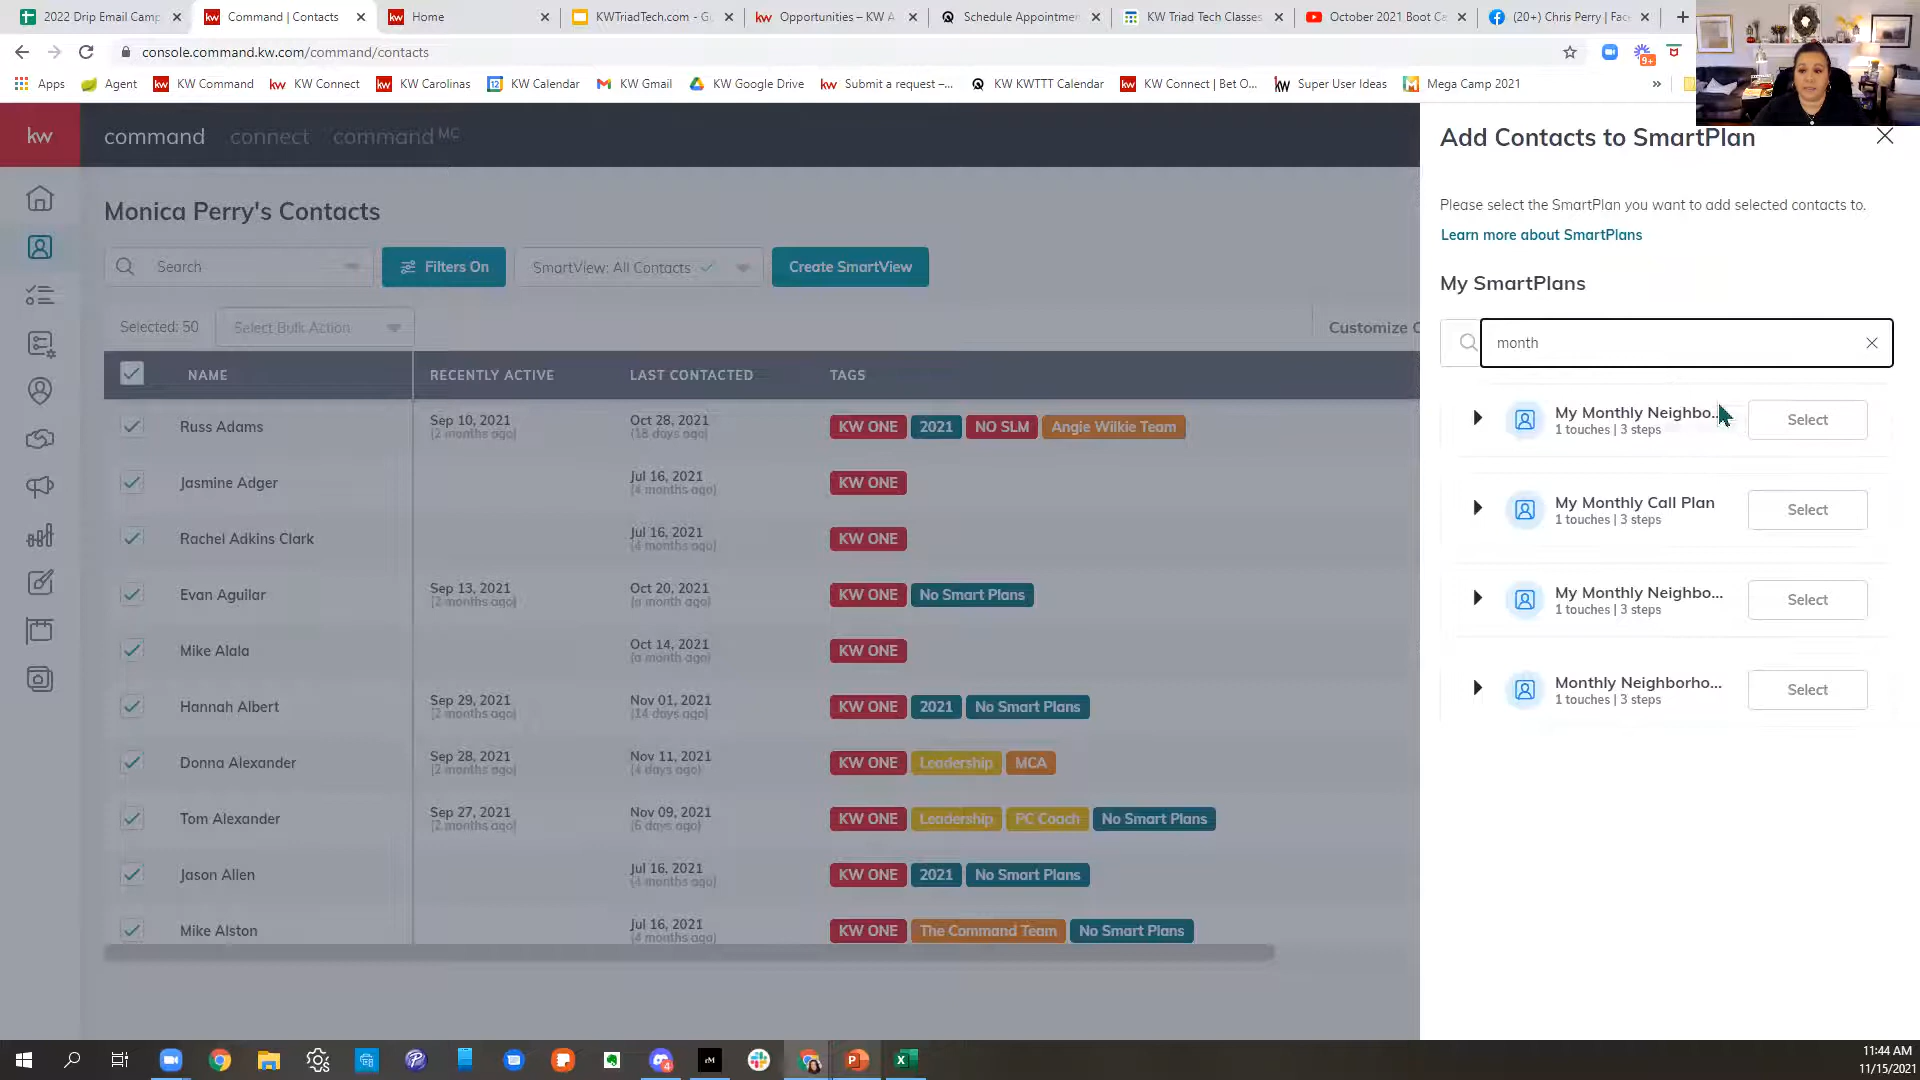 2022 Drip Email Camp
Command | Contacts
Home
KWTriadTech.com - G
Opportunities – KW A
Schedule Appointme
KW Triad Tech Classes
October 2021 Boot Ca
(20+) Chris Perry | Fac
console.command.kw.com/command/contacts
9+
Apps
Agent
KW Command
KW Connect
KW Carolinas
KW Calendar
KW Gmail
KW Google Drive
Submit a request –...
KW KWTTT Calendar
KW Connect | Bet O...
Super User Ideas
Mega Camp 2021
»
kw
command
connect
command MC
Add Contacts to SmartPlan
Monica Perry's Contacts
Please select the SmartPlan you want to add selected contacts to.
Learn more about SmartPlans
Search
Filters On
SmartView: All Contacts
Create SmartView
My SmartPlans
Selected: 50
Select Bulk Action
Customize C
month
NAME
RECENTLY ACTIVE
LAST CONTACTED
TAGS
Russ Adams
Sep 10, 2021
(2 months ago)
Oct 28, 2021
(18 days ago)
KW ONE
2021
NO SLM
Angie Wilkie Team
Jasmine Adger
Jul 16, 2021
(4 months ago)
KW ONE
Rachel Adkins Clark
Jul 16, 2021
(4 months ago)
KW ONE
Evan Aguilar
Sep 13, 2021
(2 months ago)
Oct 20, 2021
(a month ago)
KW ONE
No Smart Plans
Mike Alala
Oct 14, 2021
(a month ago)
KW ONE
Hannah Albert
Sep 29, 2021
(2 months ago)
Nov 01, 2021
(14 days ago)
KW ONE
2021
No Smart Plans
Donna Alexander
Sep 28, 2021
(2 months ago)
Nov 11, 2021
(4 days ago)
KW ONE
Leadership
MCA
Tom Alexander
Sep 27, 2021
(2 months ago)
Nov 09, 2021
(6 days ago)
KW ONE
Leadership
PC Coach
No Smart Plans
Jason Allen
Jul 16, 2021
(4 months ago)
KW ONE
2021
No Smart Plans
Mike Alston
Jul 16, 2021
(4 months ago)
KW ONE
The Command Team
No Smart Plans
My Monthly Neighbo...
1 touches | 3 steps
Select
My Monthly Call Plan
1 touches | 3 steps
Select
My Monthly Neighbo...
1 touches | 3 steps
Select
Monthly Neighborho...
1 touches | 3 steps
Select
11:44 AM
11/15/2021